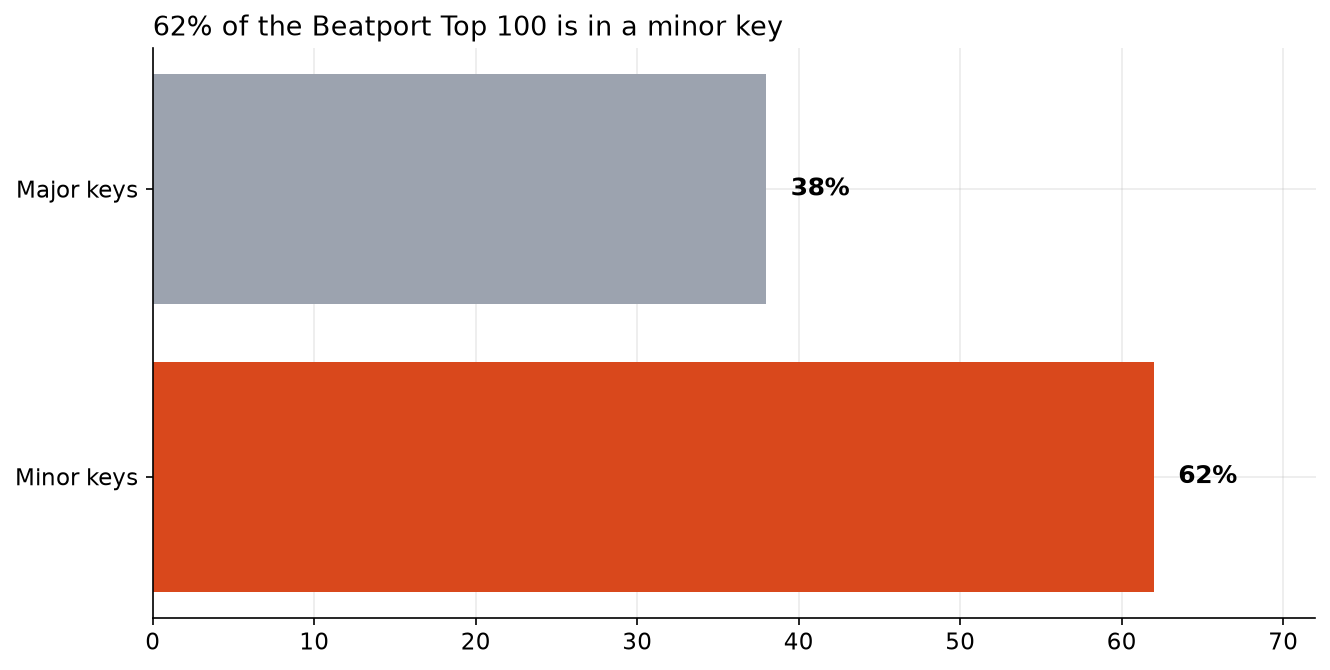 62% of the Beatport Top 100 is in a minor key
Major keys
38%
Minor keys
62%
0 10 20 30 40 50 60 70